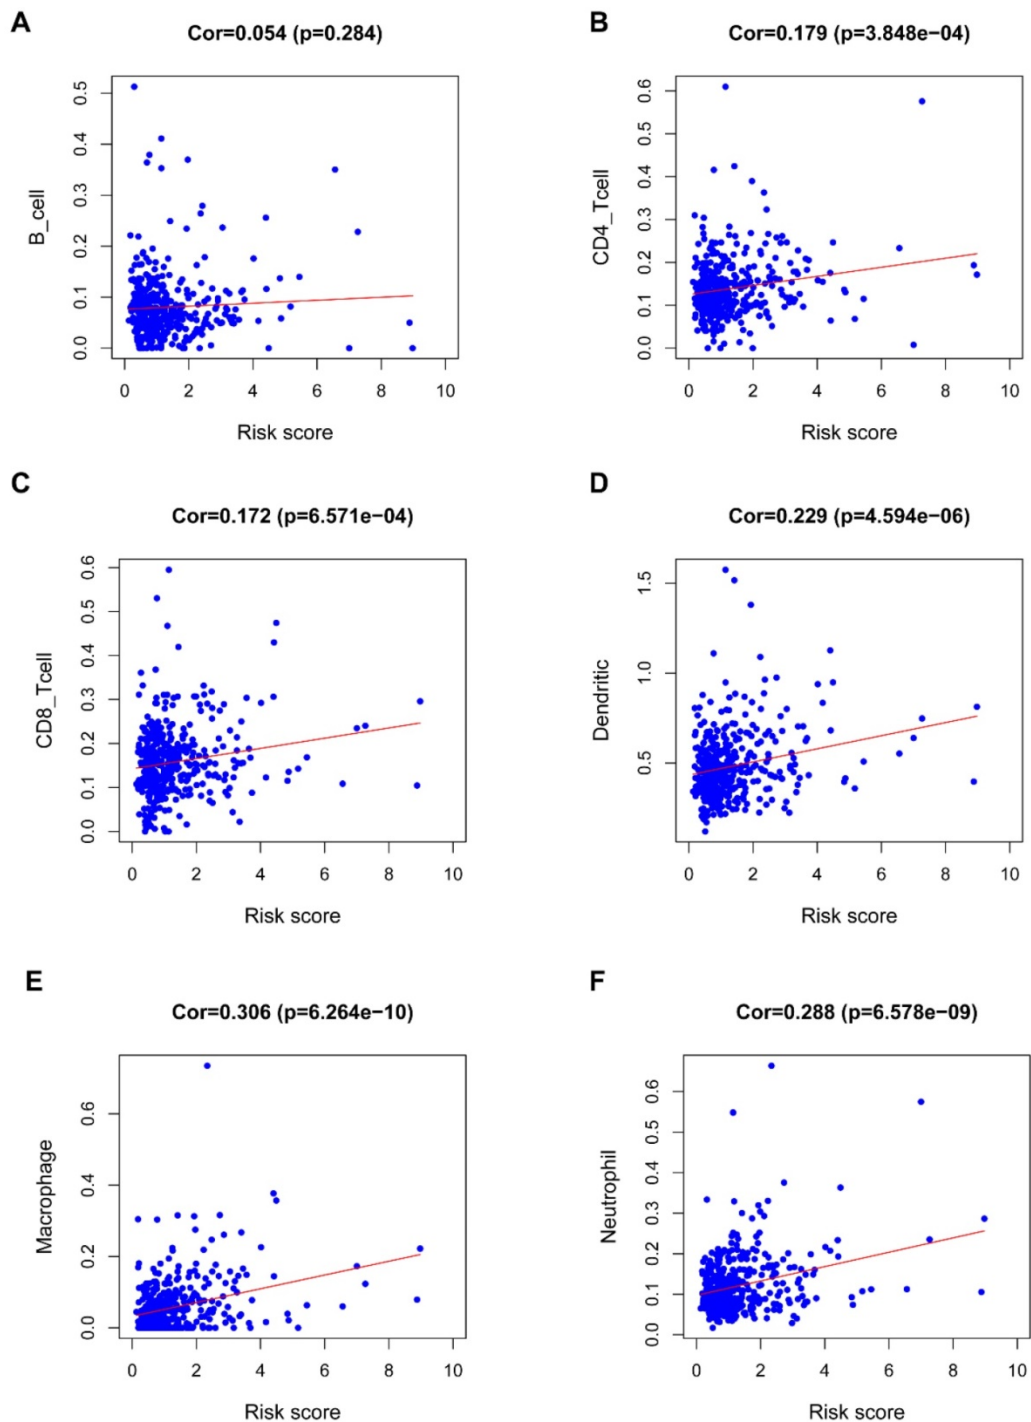 A
Cor=0.054 (p=0.284)
B_cell
0.0 0.1 0.2 0.3 0.4 0.5
0 2 4 6 8 10
Risk score
B
Cor=0.179 (p=3.848e−04)
CD4_Tcell
0.0 0.1 0.2 0.3 0.4 0.5 0.6
0 2 4 6 8 10
Risk score
C
Cor=0.172 (p=6.571e−04)
CD8_Tcell
0.0 0.1 0.2 0.3 0.4 0.5 0.6
0 2 4 6 8 10
Risk score
D
Cor=0.229 (p=4.594e−06)
Dendritic
0.5 1.0 1.5
0 2 4 6 8 10
Risk score
E
Cor=0.306 (p=6.264e−10)
Macrophage
0.0 0.2 0.4 0.6
0 2 4 6 8 10
Risk score
F
Cor=0.288 (p=6.578e−09)
Neutrophil
0.0 0.1 0.2 0.3 0.4 0.5 0.6
0 2 4 6 8 10
Risk score